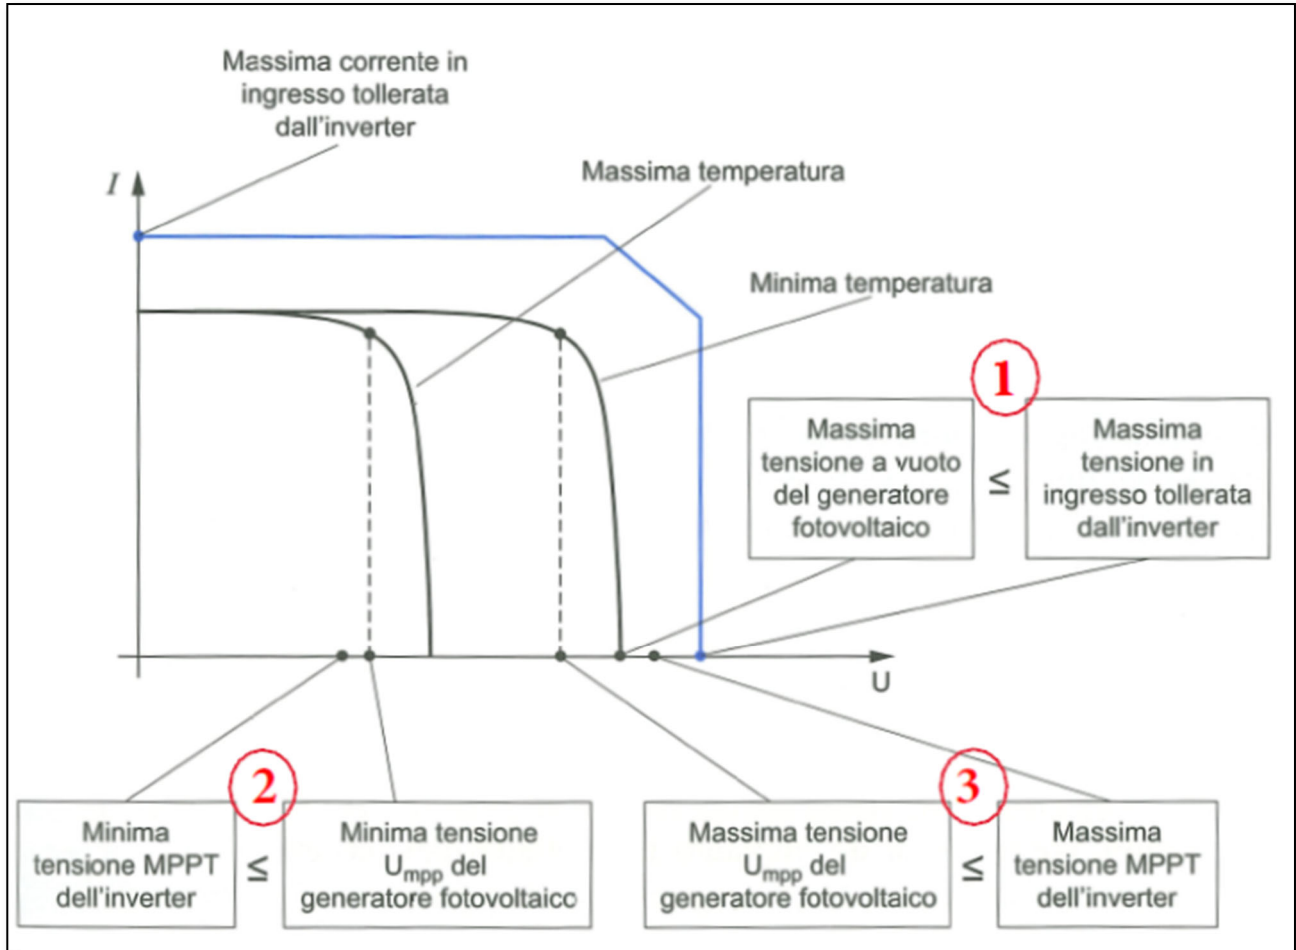 Massima corrente in
ingresso tollerata
dall'inverter
I
Massima temperatura
Minima temperatura
1
Massima
tensione a vuoto
del generatore
fotovoltaico
≤
Massima
tensione in
ingresso tollerata
dall'inverter
U
2
Minima
tensione MPPT
dell'inverter
≤
Minima tensione
Umpp del
generatore fotovoltaico
3
Massima tensione
Umpp del
generatore fotovoltaico
≤
Massima
tensione MPPT
dell'inverter